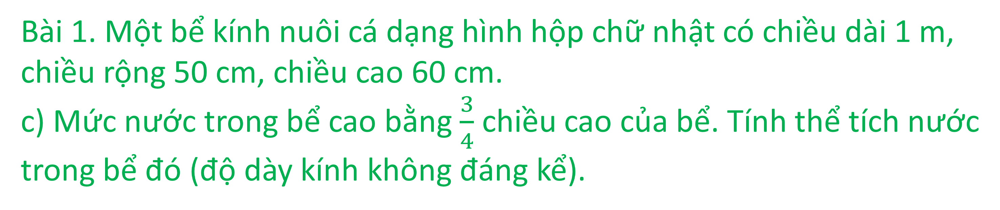 Bài 1. Một bể kính nuôi cá dạng hình hộp chữ nhật có chiều dài 1 m,
chiều rộng 50 cm, chiều cao 60 cm.
c) Mức nước trong bể cao bằng 3/4 chiều cao của bể. Tính thể tích nước
trong bể đó (độ dày kính không đáng kể).